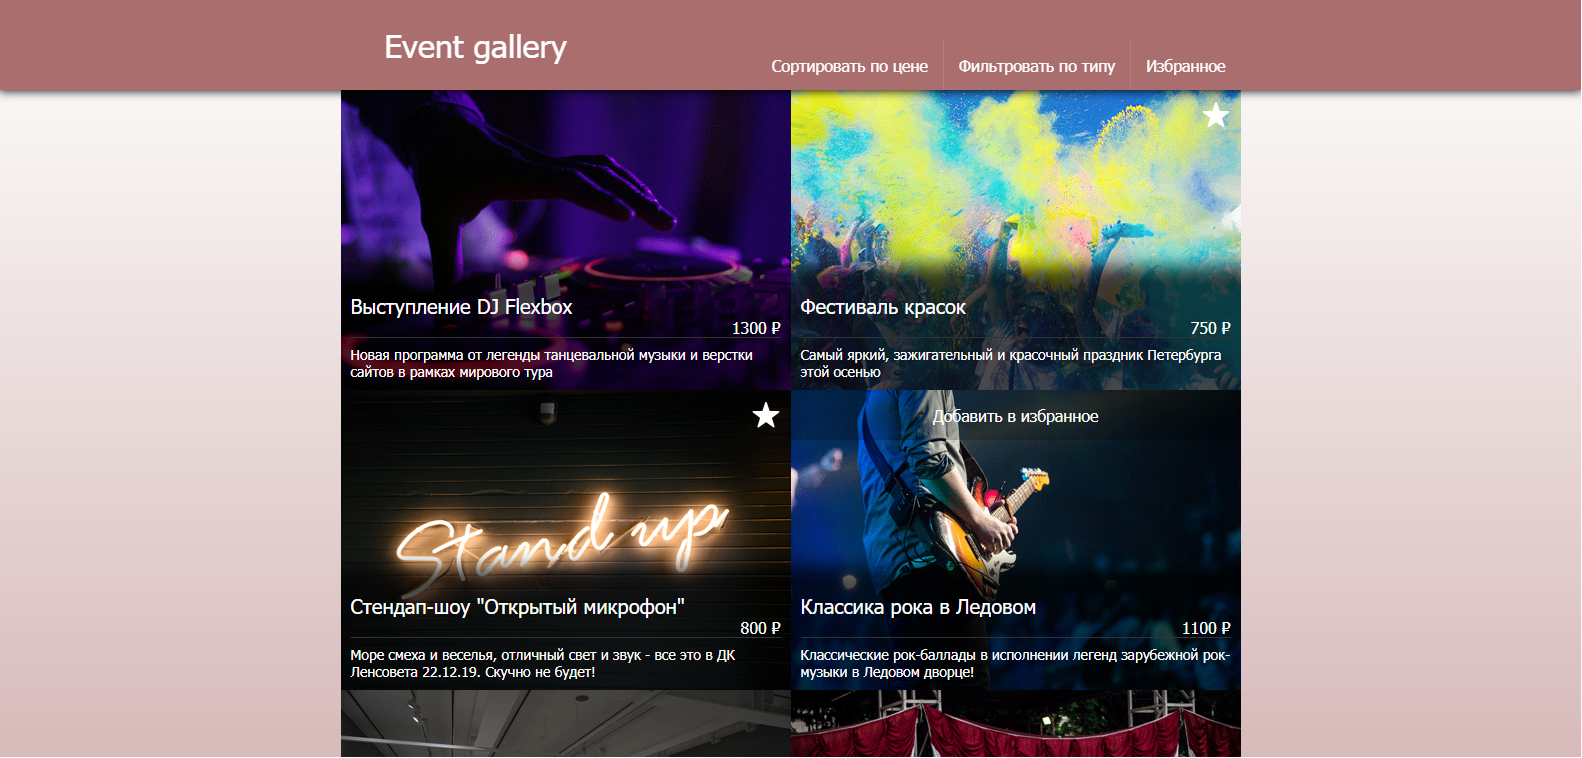 Event gallery
Сортировать по цене
Фильтровать по типу
Избранное
Выступление DJ Flexbox
1300 ₽
Новая программа от легенды танцевальной музыки и верстки
сайтов в рамках мирового тура
Фестиваль красок
750 ₽
Самый яркий, зажигательный и красочный праздник Петербурга
этой осенью
Stand up
Стендап-шоу "Открытый микрофон"
800 ₽
Море смеха и веселья, отличный свет и звук - все это в ДК
Ленсовета 22.12.19. Скучно не будет!
Добавить в избранное
Классика рока в Ледовом
1100 ₽
Классические рок-баллады в исполнении легенд зарубежной рок-
музыки в Ледовом дворце!